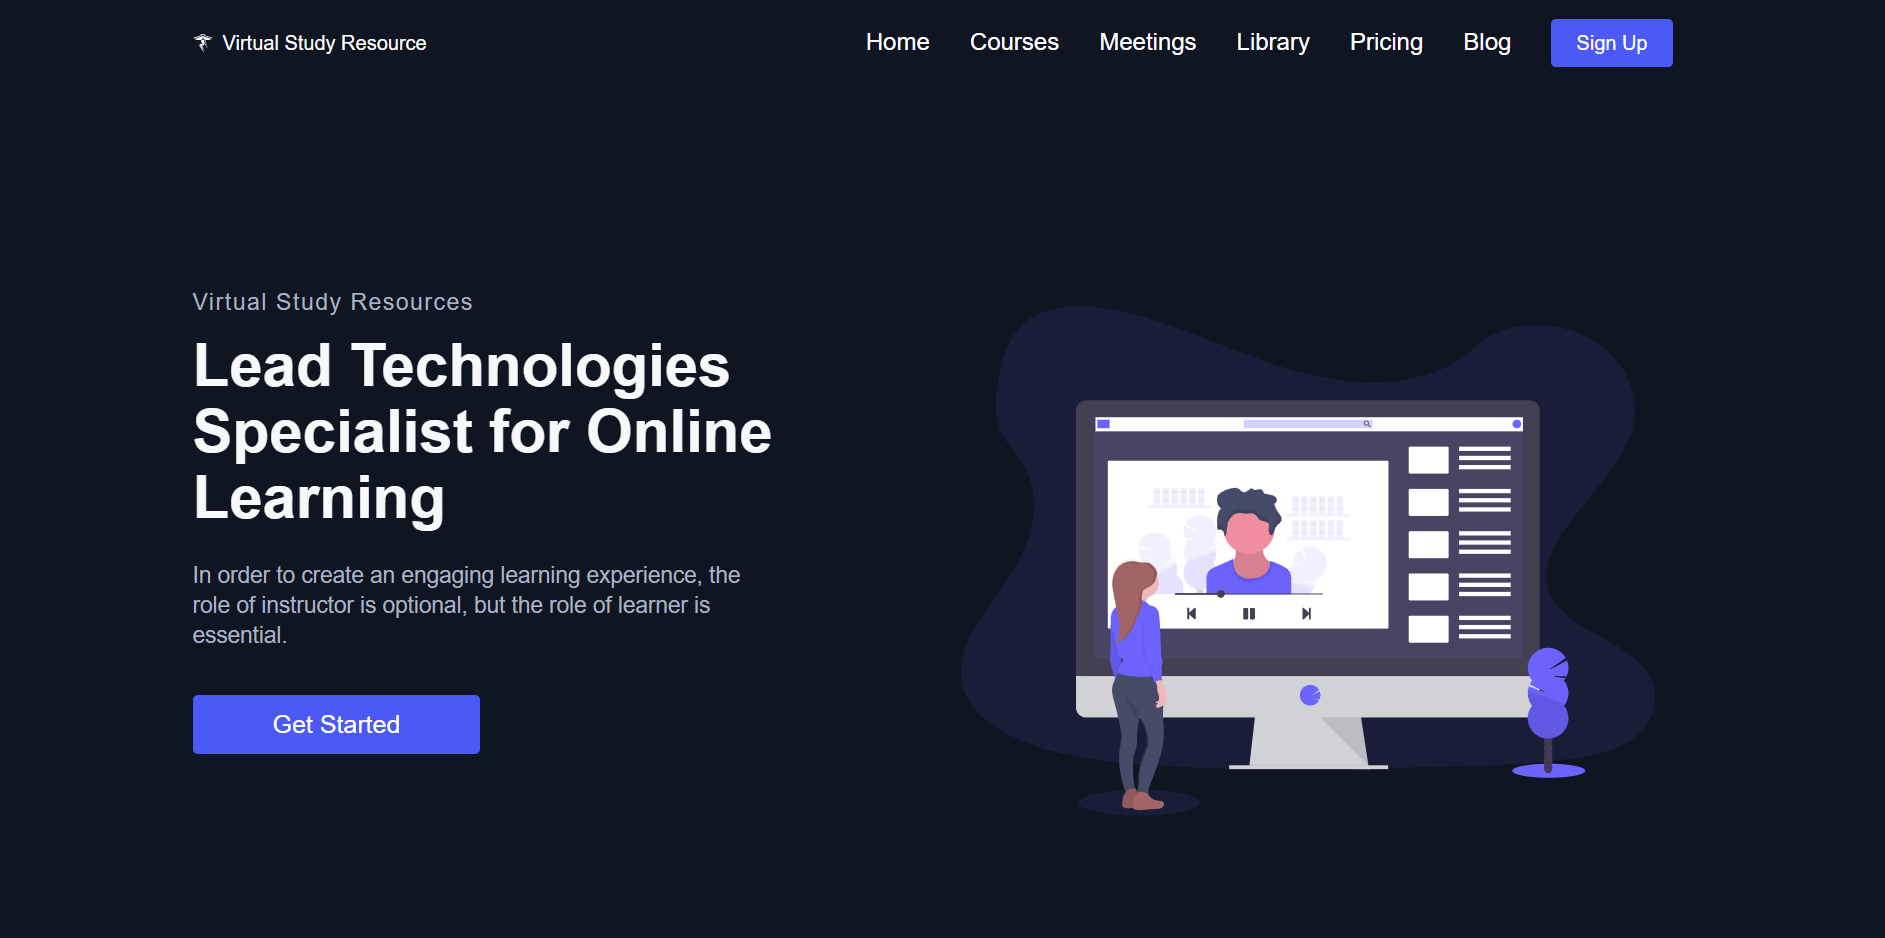 Virtual Study Resource
Home Courses Meetings Library Pricing Blog Sign Up
Virtual Study Resources
Lead Technologies
Specialist for Online
Learning
In order to create an engaging learning experience, the
role of instructor is optional, but the role of learner is
essential.
Get Started